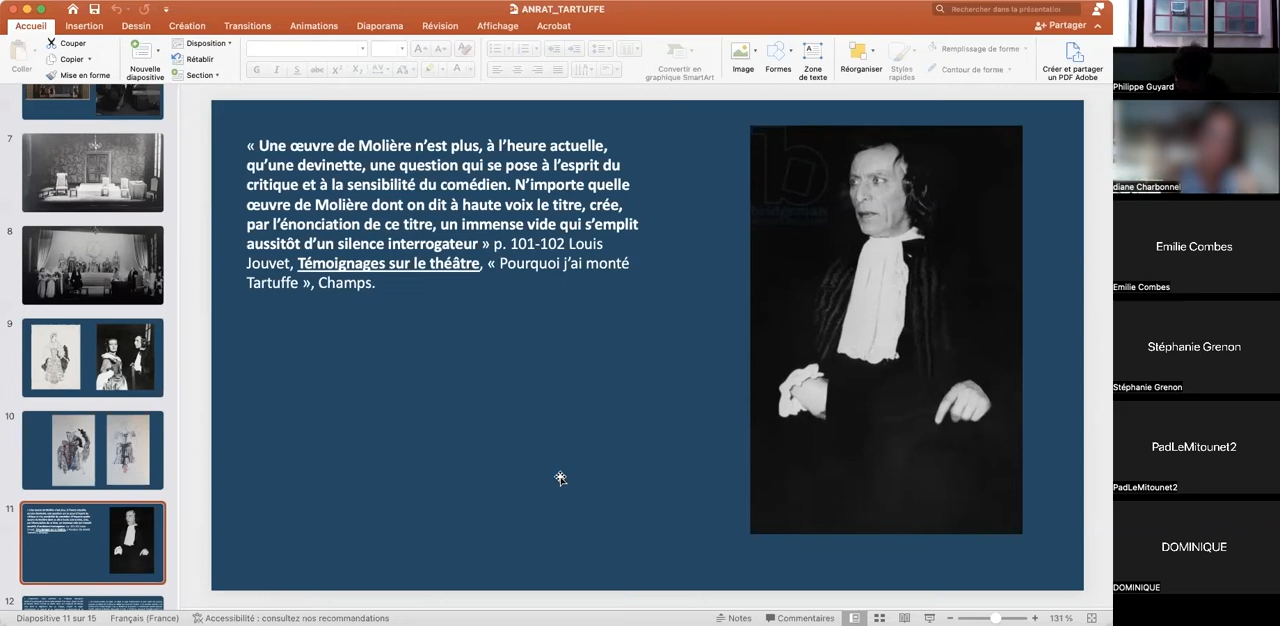 ANRAT_TARTUFFE
Rechercher dans la présentation
Accueil
Insertion
Dessin
Création
Transitions
Animations
Diaporama
Révision
Affichage
Acrobat
Partager
Coller
Couper
Copier
Mise en forme
Nouvelle
diapositive
Disposition
Rétablir
Section
G
I
S
Convertir en
graphique SmartArt
Image
Formes
Zone
de texte
Réorganiser
Styles
rapides
Remplissage de forme
Contour de forme
Créer et partager
un PDF Adobe
7
8
9
10
11
12
« Une œuvre de Molière n’est plus, à l’heure actuelle,
qu’une devinette, une question qui se pose à l’esprit du
critique et à la sensibilité du comédien. N’importe quelle
œuvre de Molière dont on dit à haute voix le titre, crée,
par l’énonciation de ce titre, un immense vide qui s’emplit
aussitôt d’un silence interrogateur » p. 101-102 Louis
Jouvet, Témoignages sur le théâtre, « Pourquoi j’ai monté
Tartuffe », Champs.
Philippe Guyard
diane Charbonnel
Emilie Combes
Emilie Combes
Stéphanie Grenon
Stéphanie Grenon
PadLeMitounet2
PadLeMitounet2
DOMINIQUE
DOMINIQUE
Diapositive 11 sur 15
Français (France)
Accessibilité : consultez nos recommandations
Notes
Commentaires
131 %